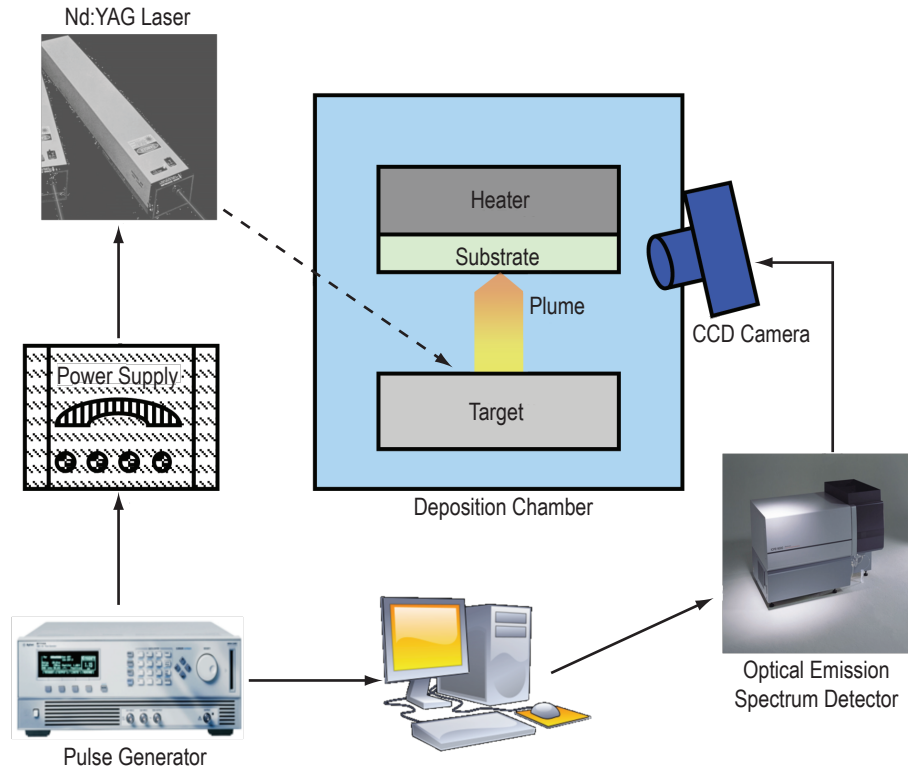 Nd:YAG Laser
Heater
Substrate
Plume
CCD Camera
Power Supply
Target
Deposition Chamber
Optical Emission
Spectrum Detector
Pulse Generator